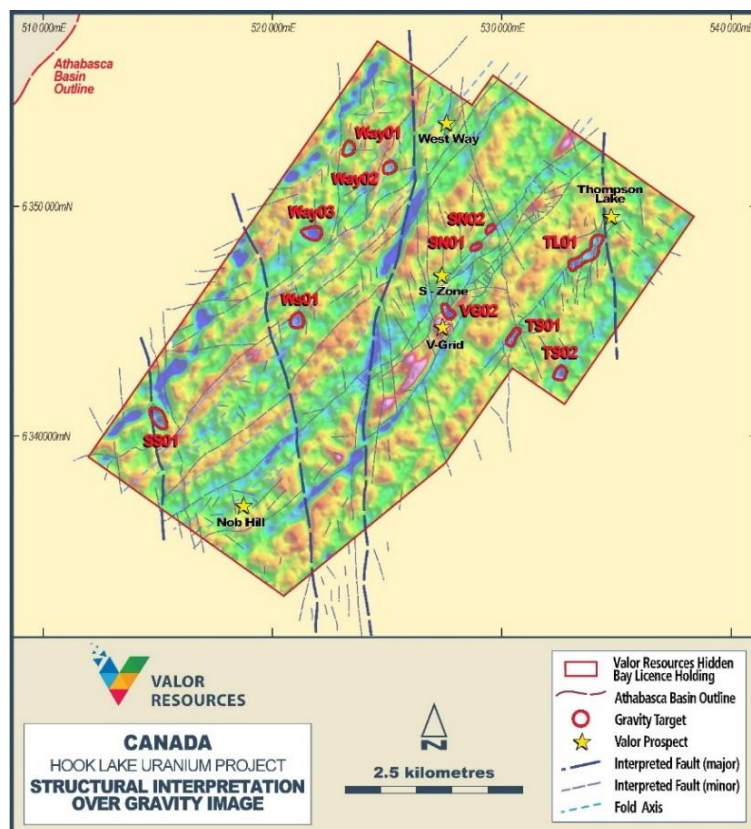 510 000mE
520 000mE
530 000mE
540 000mE
Athabasca
Basin
Outline
Way01
West Way
Way02
Thompson
Lake
6 350 000mN
Way03
SN02
SN01
TL01
S - Zone
Ws01
VG02
V-Grid
TS01
TS02
SS01
6 340 000mN
Nob Hill
VALOR
RESOURCES
CANADA
HOOK LAKE URANIUM PROJECT
STRUCTURAL INTERPRETATION
OVER GRAVITY IMAGE
N
2.5 kilometres
Valor Resources Hidden
Bay Licence Holding
Athabasca Basin Outline
Gravity Target
Valor Prospect
Interpreted Fault (major)
Interpreted Fault (minor)
Fold Axis